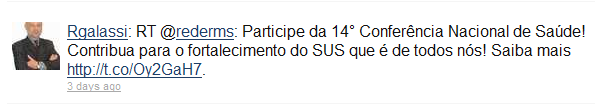 Rgalassi: RT @rederms: Participe da 14° Conferência Nacional de Saúde!
Contribua para o fortalecimento do SUS que é de todos nós! Saiba mais
http://t.co/Oy2GaH7.
3 days ago